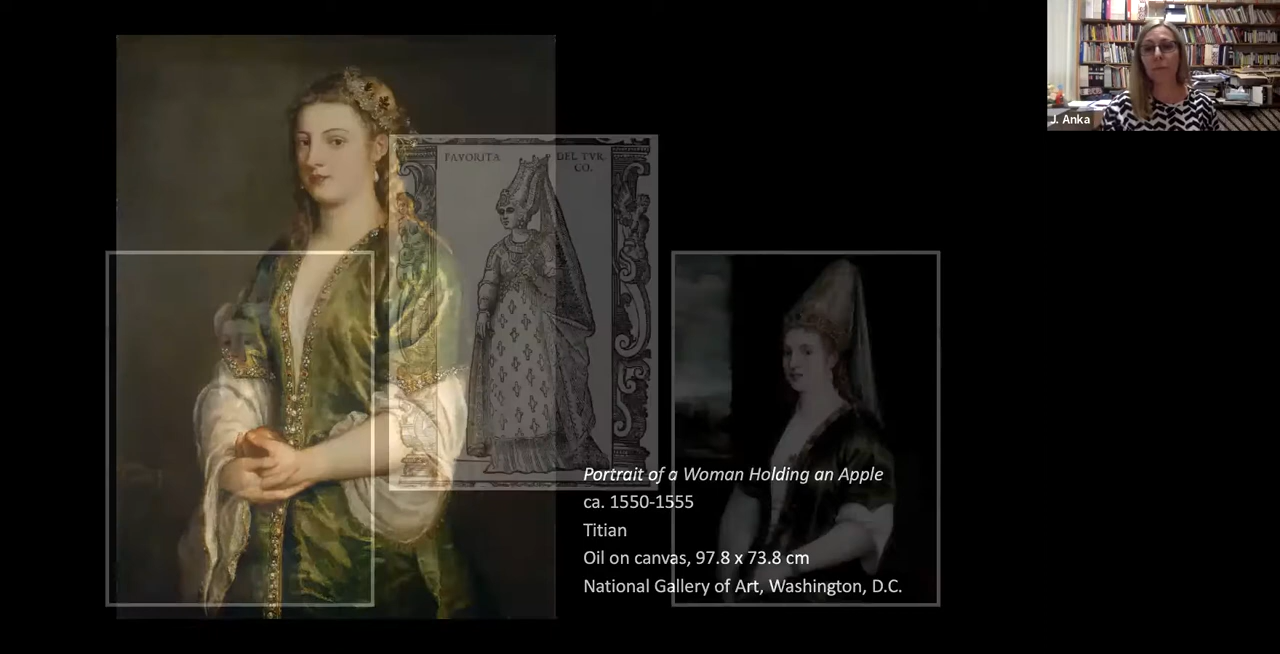 J. Anka
FAVORITA
DEL TVR
CO.
Portrait of a Woman Holding an Apple
ca. 1550-1555
Titian
Oil on canvas, 97.8 x 73.8 cm
National Gallery of Art, Washington, D.C.